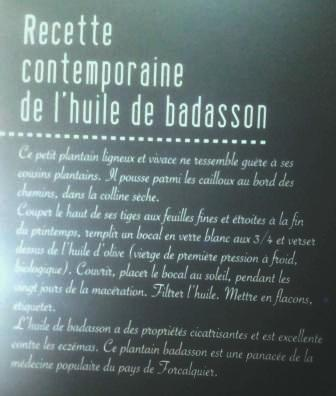 Recette
contemporaine
de l'huile de badasson
Ce petit plantain ligneux et vivace ne ressemble guère à ses
cousins plantains. Il pousse parmi les cailloux au bord des
chemins, dans la colline sèche.
Couper le haut de ses tiges aux feuilles fines et étroites à la fin
du printemps, remplir un bocal en verre blanc aux 3/4 et verser
dessus de l'huile d'olive (vierge de première pression à froid,
biologique). Couvrir, placer le bocal au soleil, pendant les
vingt jours de la macération. Filtrer l'huile. Mettre en flacons,
étiqueter.
L'huile de badasson a des propriétés cicatrisantes et est excellente
contre les eczémas. Ce plantain badasson est une panacée de la
médecine populaire du pays de Forcalquier.